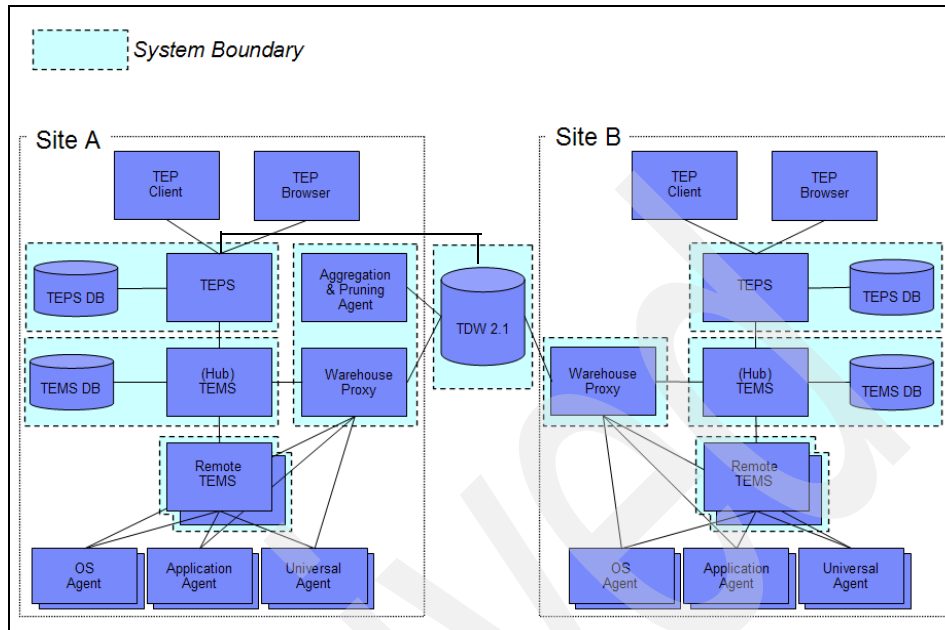 System Boundary
Site A
TEP
Client
TEP
Browser
TEPS DB
TEPS
Aggregation
& Pruning
Agent
TEMS DB
(Hub)
TEMS
Warehouse
Proxy
Remote
TEMS
OS
Agent
Application
Agent
Universal
Agent
TDW 2.1
Site B
TEP
Client
TEP
Browser
TEPS
TEPS DB
Warehouse
Proxy
(Hub)
TEMS
TEMS DB
Remote
TEMS
OS
Agent
Application
Agent
Universal
Agent